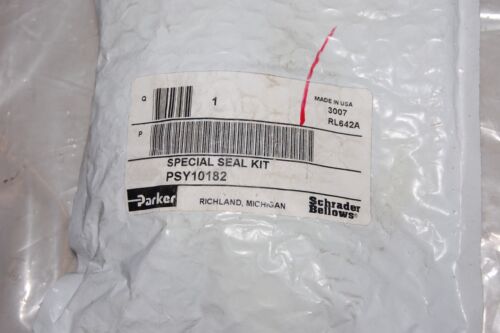 Q 1 MADE IN USA
3007
RL642A
P
SPECIAL SEAL KIT
PSY10182
Parker RICHLAND, MICHIGAN Schrader
Bellows®